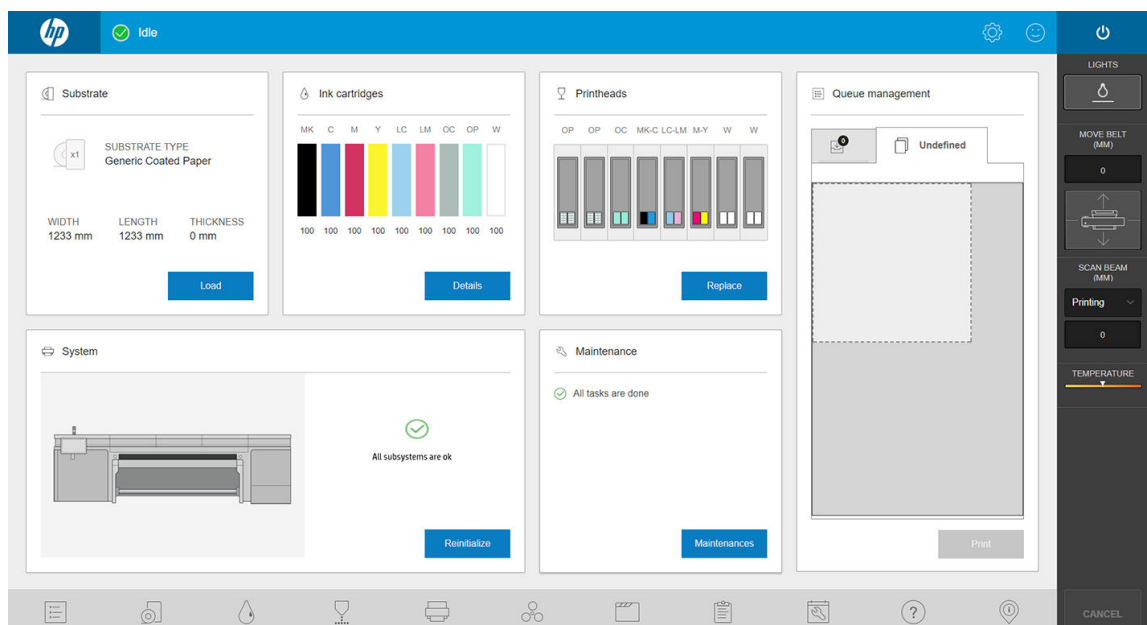 hp
Idle
Substrate
x1
SUBSTRATE TYPE
Generic Coated Paper
WIDTH LENGTH THICKNESS
1233 mm 1233 mm 0 mm
Load
Ink cartridges
MK C M Y LC LM OC OP W
100 100 100 100 100 100 100 100 100
Details
Printheads
OP OP OC MK-C LC-LM M-Y W W
Replace
Queue management
0
Undefined
Print
System
All subsystems are ok
Reinitialize
Maintenance
All tasks are done
Maintenances
LIGHTS
MOVE BELT
(MM)
0
SCAN BEAM
(MM)
Printing
0
TEMPERATURE
CANCEL
?